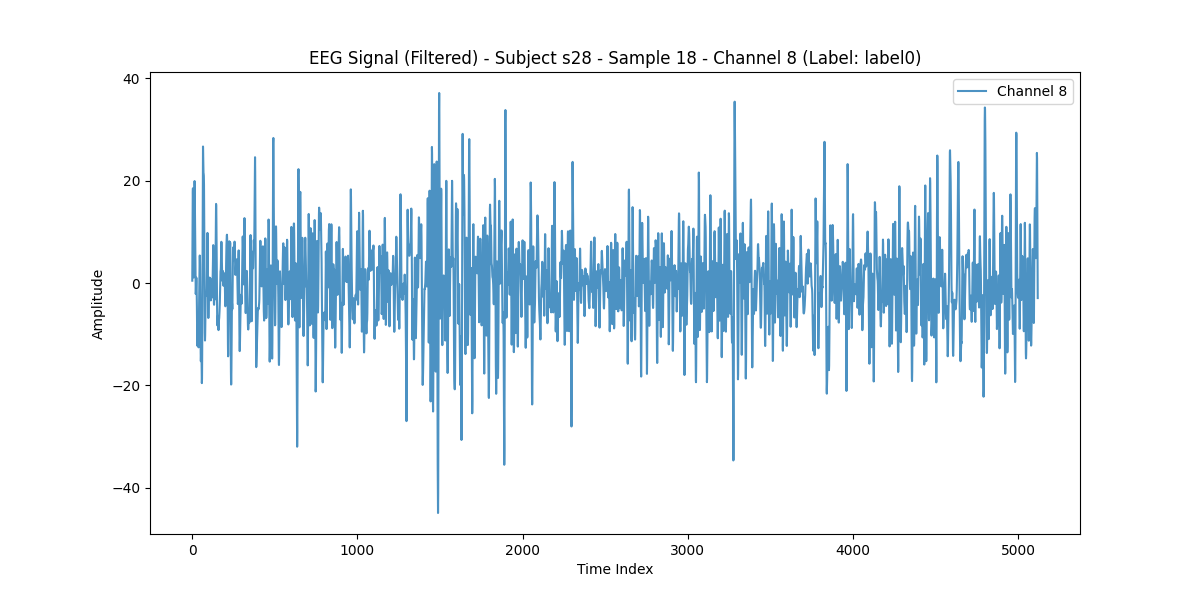 EEG Signal (Filtered) - Subject s28 - Sample 18 - Channel 8 (Label: label0)
Channel 8
40
20
0
−20
−40
Amplitude
0 1000 2000 3000 4000 5000
Time Index